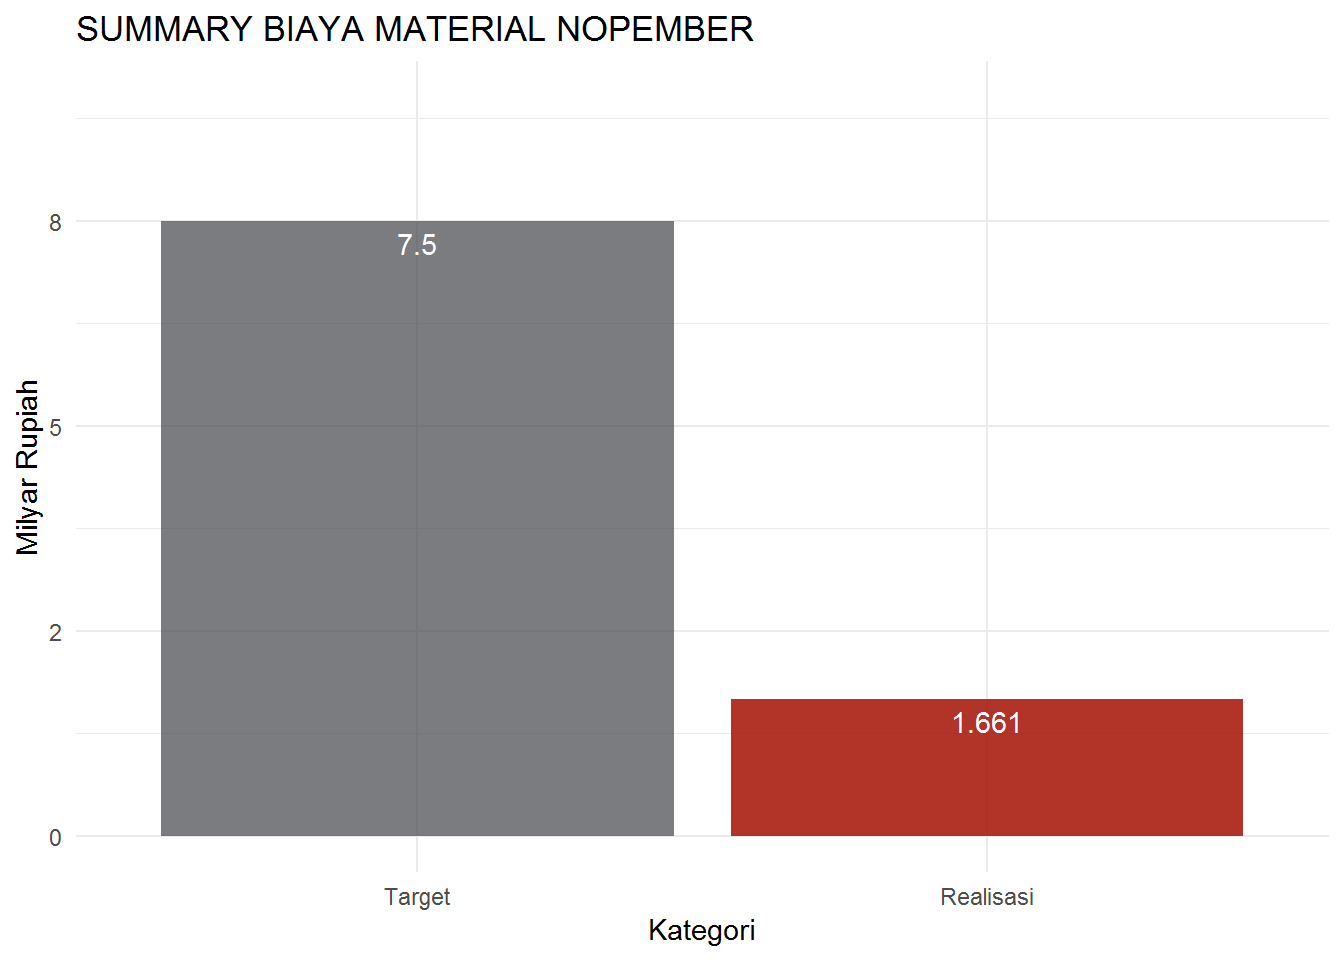 SUMMARY BIAYA MATERIAL NOPEMBER
Milyar Rupiah
8
5
2
0
7.5
1.661
Target
Realisasi
Kategori